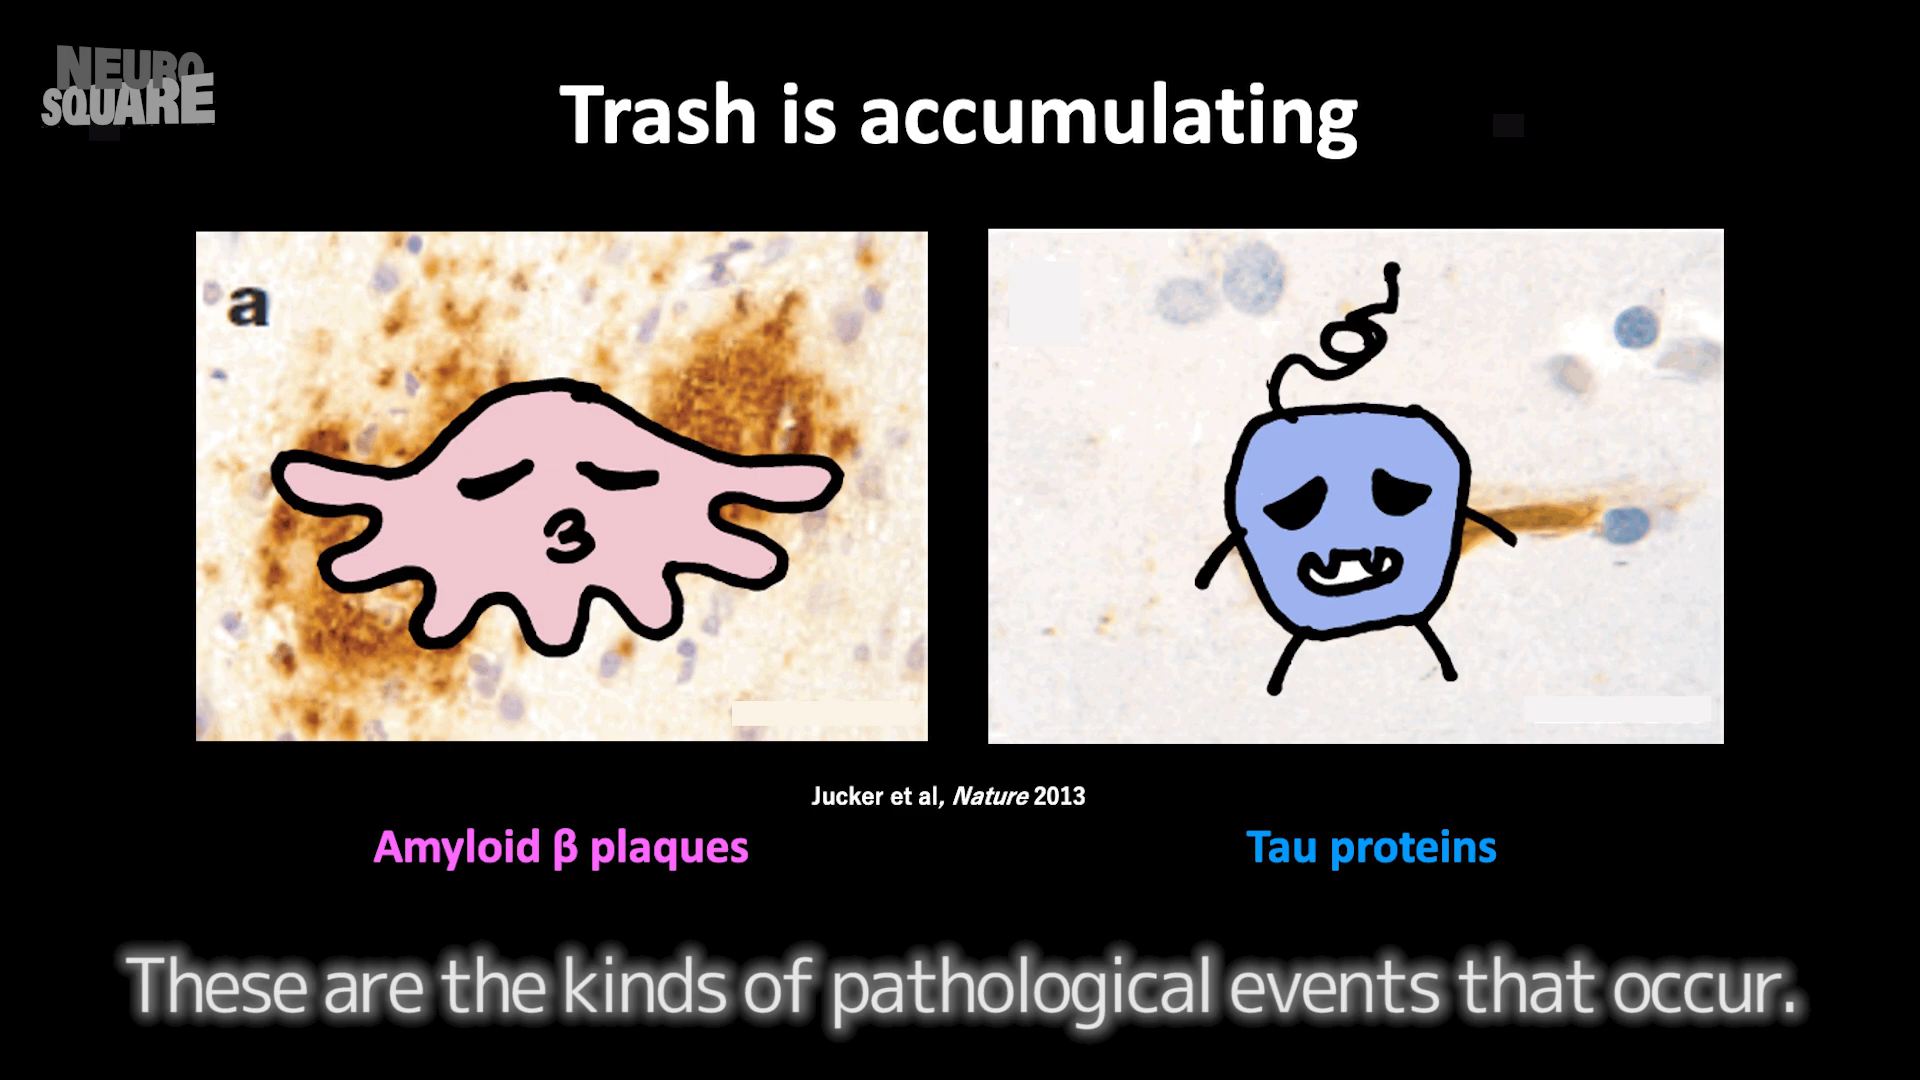 NEURO
SQUARE
Trash is accumulating
a
Jucker et al, Nature 2013
Amyloid β plaques
Tau proteins
These are the kinds of pathological events that occur.